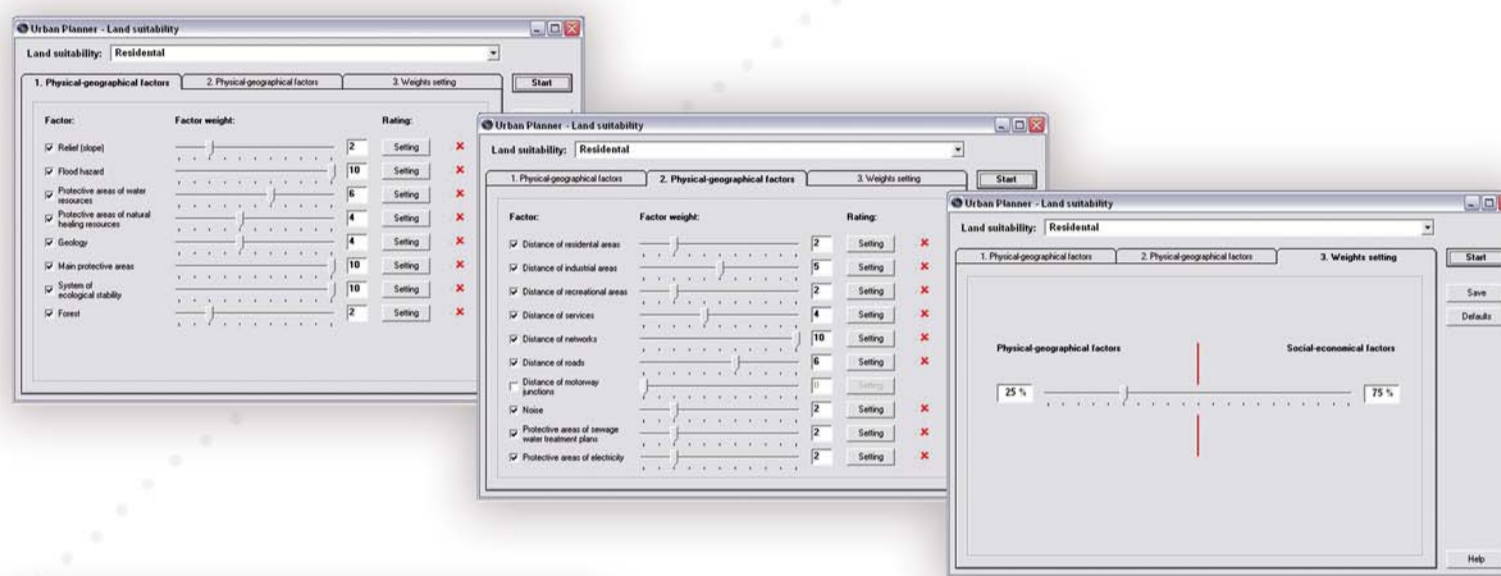 Urban Planner - Land suitability
Land suitability: Residental
1. Physical-geographical factors 2. Physical-geographical factors 3. Weights setting Start
Factor: Factor weight: Rating:
Relief (slope) 2 Setting
Flood hazard 10 Setting
Protective areas of water
resources 6 Setting
Protective areas of natural
healing resources 4 Setting
Geology 4 Setting
Main protective areas 10 Setting
System of
ecological stability 10 Setting
Forest 2 Setting
Urban Planner - Land suitability
Land suitability: Residental
1. Physical-geographical factors 2. Physical-geographical factors 3. Weights setting Start
Factor: Factor weight: Rating:
Distance of residental areas 2 Setting
Distance of industrial areas 5 Setting
Distance of recreational areas 2 Setting
Distance of services 4 Setting
Distance of networks 10 Setting
Distance of roads 6 Setting
Distance of motorway
junctions 0 Setting
Noise 2 Setting
Protective areas of sewage
water treatment plans 2 Setting
Protective areas of electricity 2 Setting
Urban Planner - Land suitability
Land suitability: Residental
1. Physical-geographical factors 2. Physical-geographical factors 3. Weights setting Start
Save
Defaults
Physical-geographical factors Social-economical factors
25 % 75 %
Help